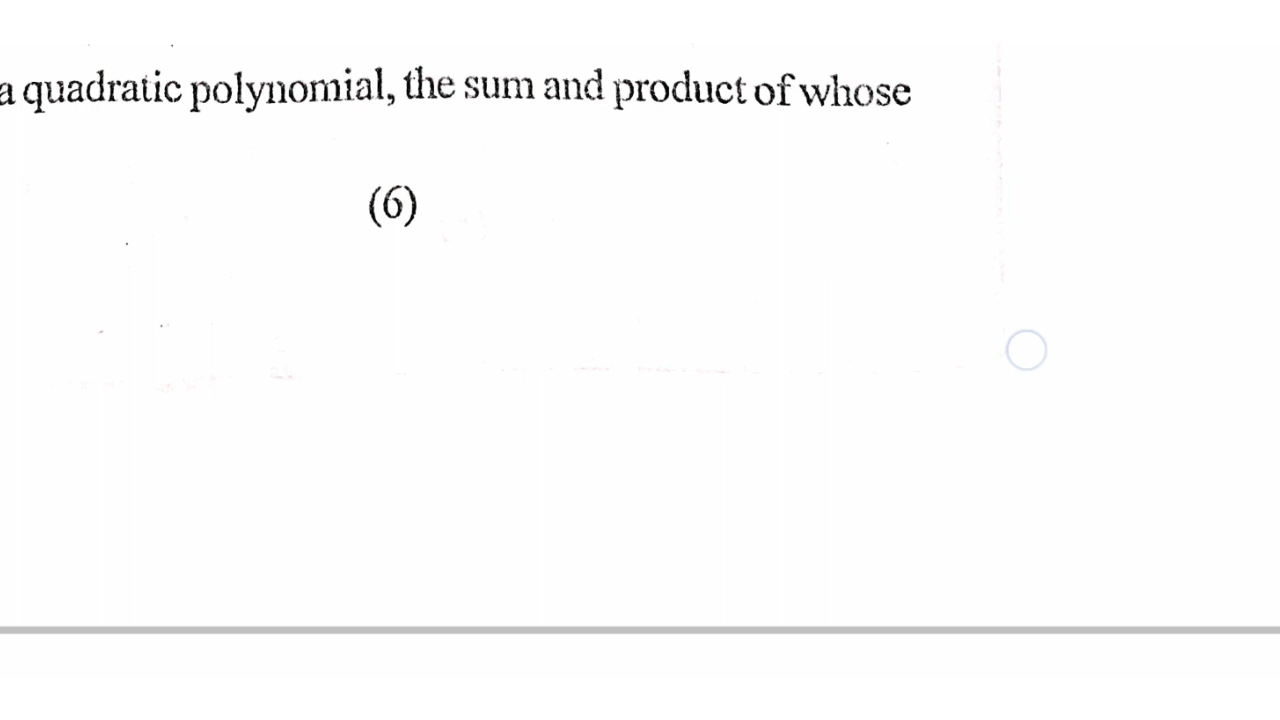 a quadratic polynomial, the sum and product of whose
(6)